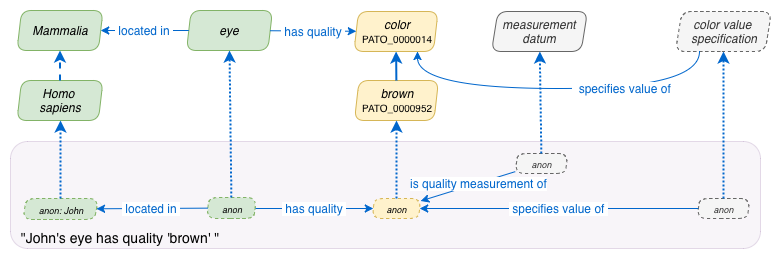 Mammalia
located in
eye
has quality
color
PATO_0000014
measurement
datum
color value
specification
specifies value of
Homo
sapiens
brown
PATO_0000952
anon
is quality measurement of
anon: John
located in
anon
has quality
anon
specifies value of
anon
"John's eye has quality 'brown' "